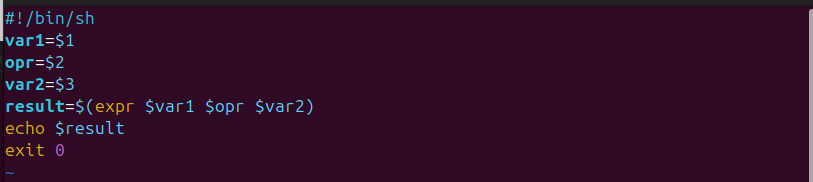 #!/bin/sh
var1=$1
opr=$2
var2=$3
result=$(expr $var1 $opr $var2)
echo $result
exit 0
~